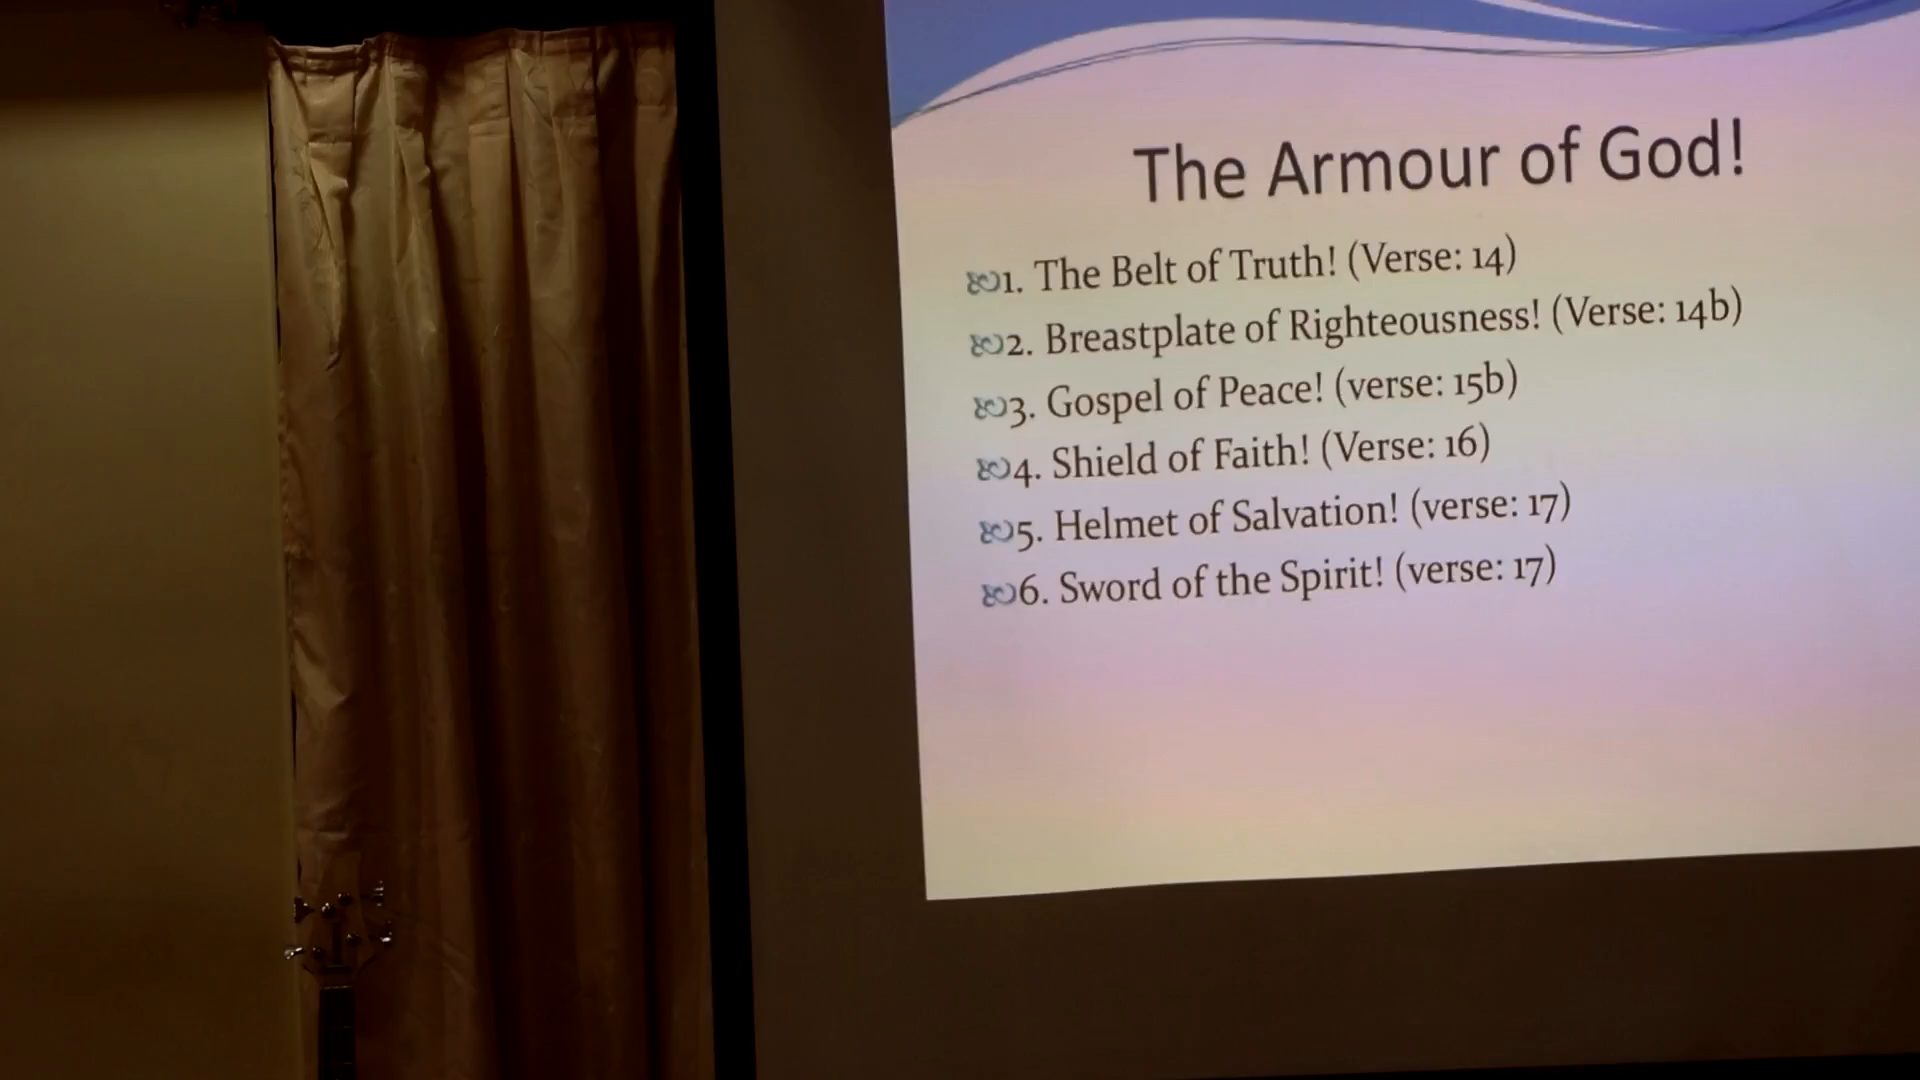 The Armour of God!
1. The Belt of Truth! (Verse: 14)
2. Breastplate of Righteousness! (Verse: 14b)
3. Gospel of Peace! (verse: 15b)
4. Shield of Faith! (Verse: 16)
5. Helmet of Salvation! (verse: 17)
6. Sword of the Spirit! (verse: 17)